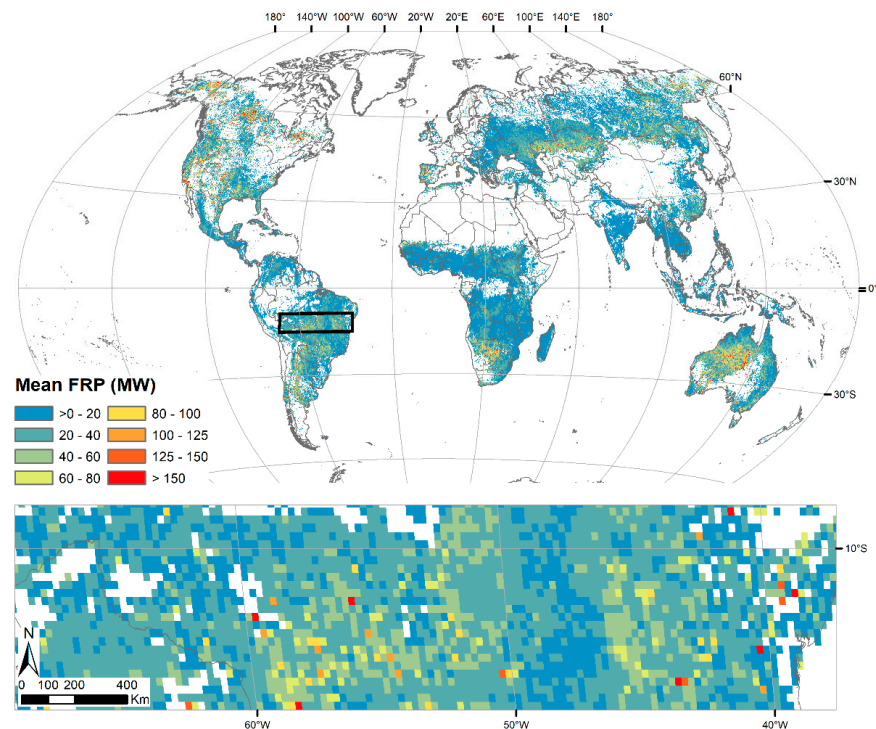 180° 140°W 100°W 60°W 20°W 20°E 60°E 100°E 140°E 180°
60°N
30°N
0°
30°S
Mean FRP (MW)
>0 - 20 80 - 100
20 - 40 100 - 125
40 - 60 125 - 150
60 - 80 > 150
10°S
N
0 100 200 400
Km
60°W 50°W 40°W